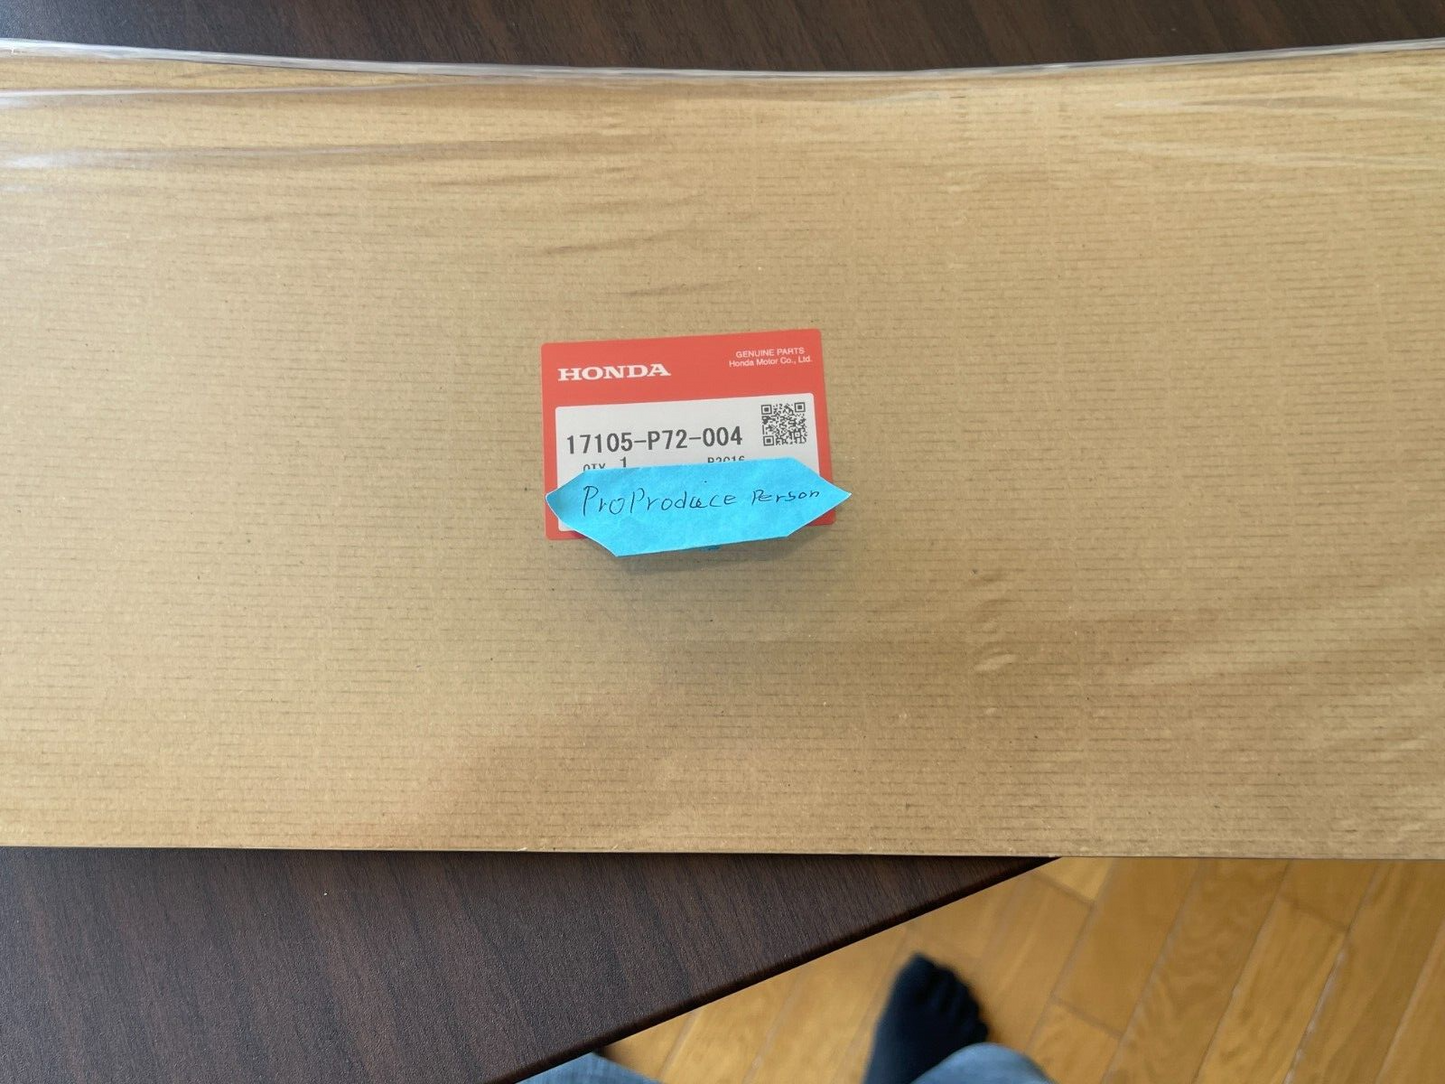 HONDA
GENUINE PARTS
Honda Motor Co., Ltd.
17105-P72-004
QTY 1
ProProduce Person